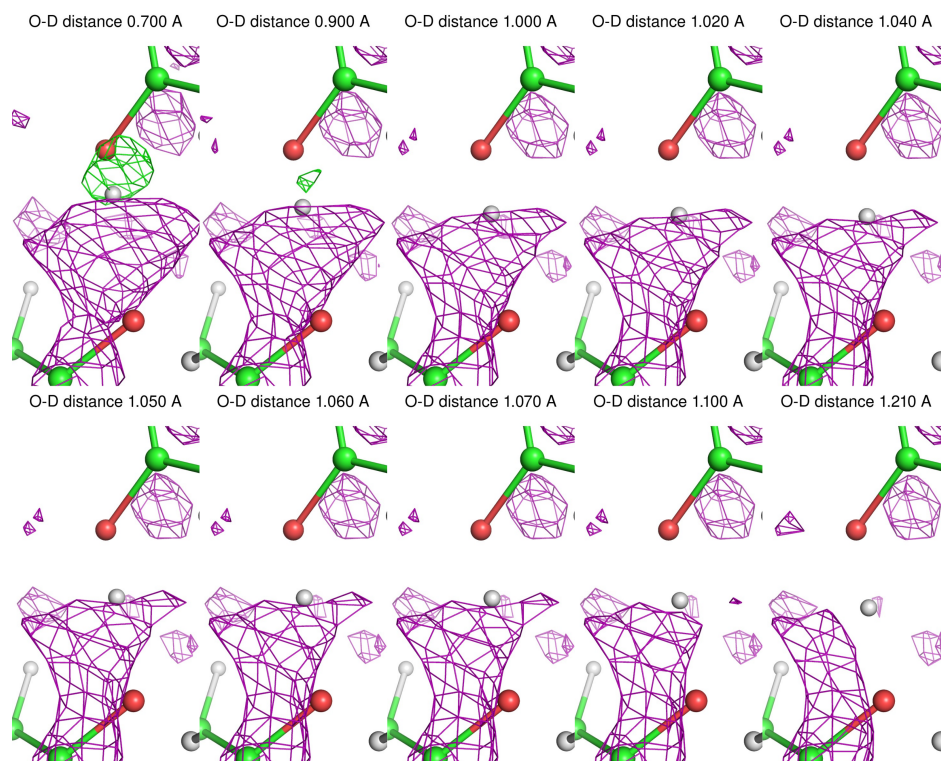 O-D distance 0.700 A
O-D distance 0.900 A
O-D distance 1.000 A
O-D distance 1.020 A
O-D distance 1.040 A
O-D distance 1.050 A
O-D distance 1.060 A
O-D distance 1.070 A
O-D distance 1.100 A
O-D distance 1.210 A